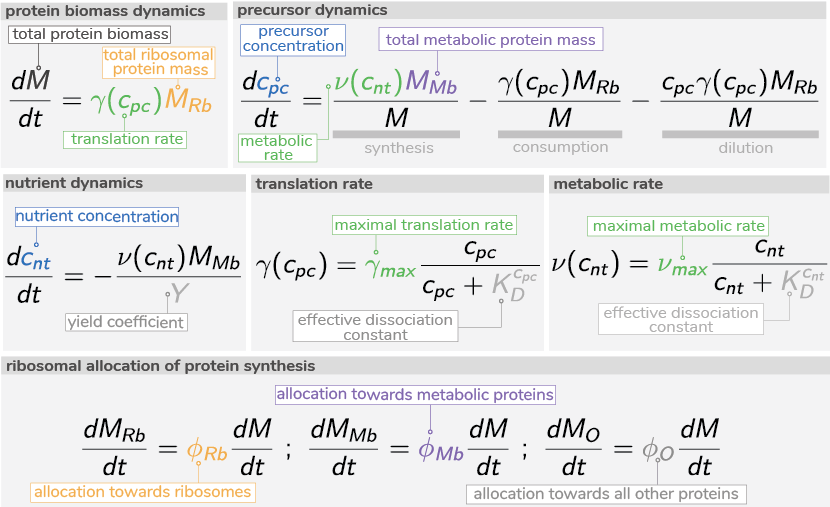 protein biomass dynamics
total protein biomass
total ribosomal
protein mass
dM/dt = γ(c_pc)M_Rb
translation rate
precursor dynamics
precursor
concentration
total metabolic protein mass
dc_pc/dt = ν(c_nt)M_Mb/M − γ(c_pc)M_Rb/M − c_pcγ(c_pc)M_Rb/M
metabolic
rate
synthesis
consumption
dilution
nutrient dynamics
nutrient concentration
dc_nt/dt = −ν(c_nt)M_Mb/Y
yield coefficient
translation rate
maximal translation rate
γ(c_pc) = γ_max c_pc/(c_pc + K_D^c_pc)
effective dissociation
constant
metabolic rate
maximal metabolic rate
ν(c_nt) = ν_max c_nt/(c_nt + K_D^c_nt)
effective dissociation
constant
ribosomal allocation of protein synthesis
allocation towards metabolic proteins
dM_Rb/dt = ϕ_Rb dM/dt ; dM_Mb/dt = ϕ_Mb dM/dt ; dM_O/dt = ϕ_O dM/dt
allocation towards ribosomes
allocation towards all other proteins